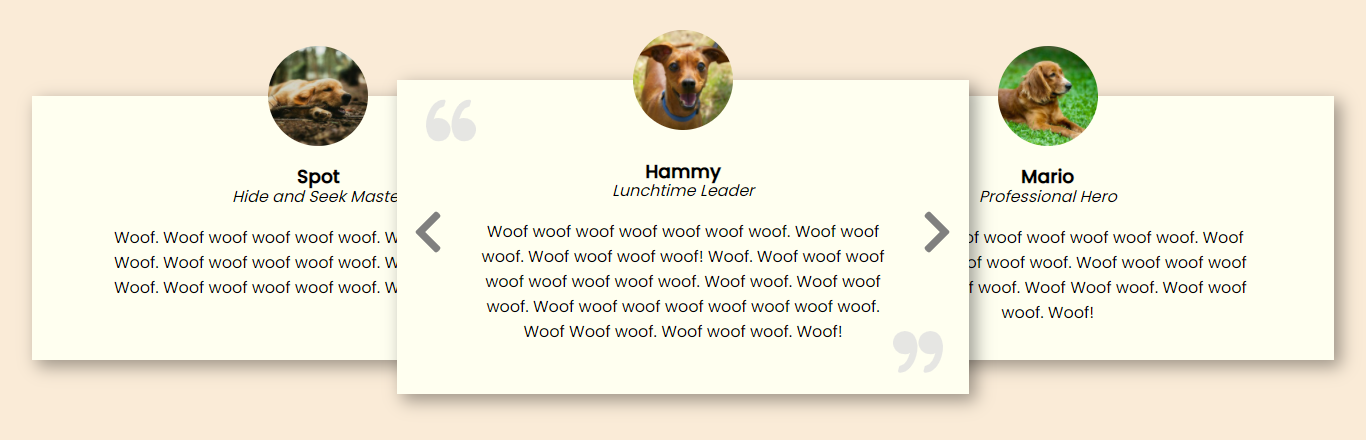 Spot
Hide and Seek Maste
Woof. Woof woof woof woof woof. W
Woof. Woof woof woof woof woof. W
Woof. Woof woof woof woof woof. W
“
Hammy
Lunchtime Leader
Woof woof woof woof woof woof woof. Woof woof
woof. Woof woof woof woof! Woof. Woof woof woof
woof woof woof woof woof. Woof woof. Woof woof
woof. Woof woof woof woof woof woof woof woof.
Woof Woof woof. Woof woof woof. Woof!
”
Mario
Professional Hero
of woof woof woof woof woof. Woof
of woof woof. Woof woof woof woof
f woof. Woof Woof woof. Woof woof
woof. Woof!